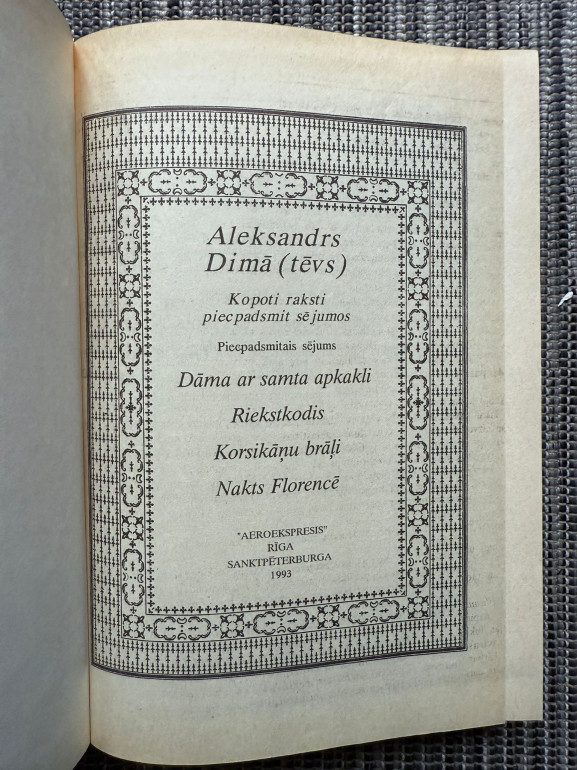 Aleksandrs
Dimā (tēvs)
Kopoti raksti
piecpadsmit sējumos
Piecpadsmitais sējums
Dāma ar samta apkakli
Riekstkodis
Korsikāņu brāļi
Nakts Florencē
"AEROEKSPRESIS"
RĪGA
SANKTPĒTERBURGA
1993